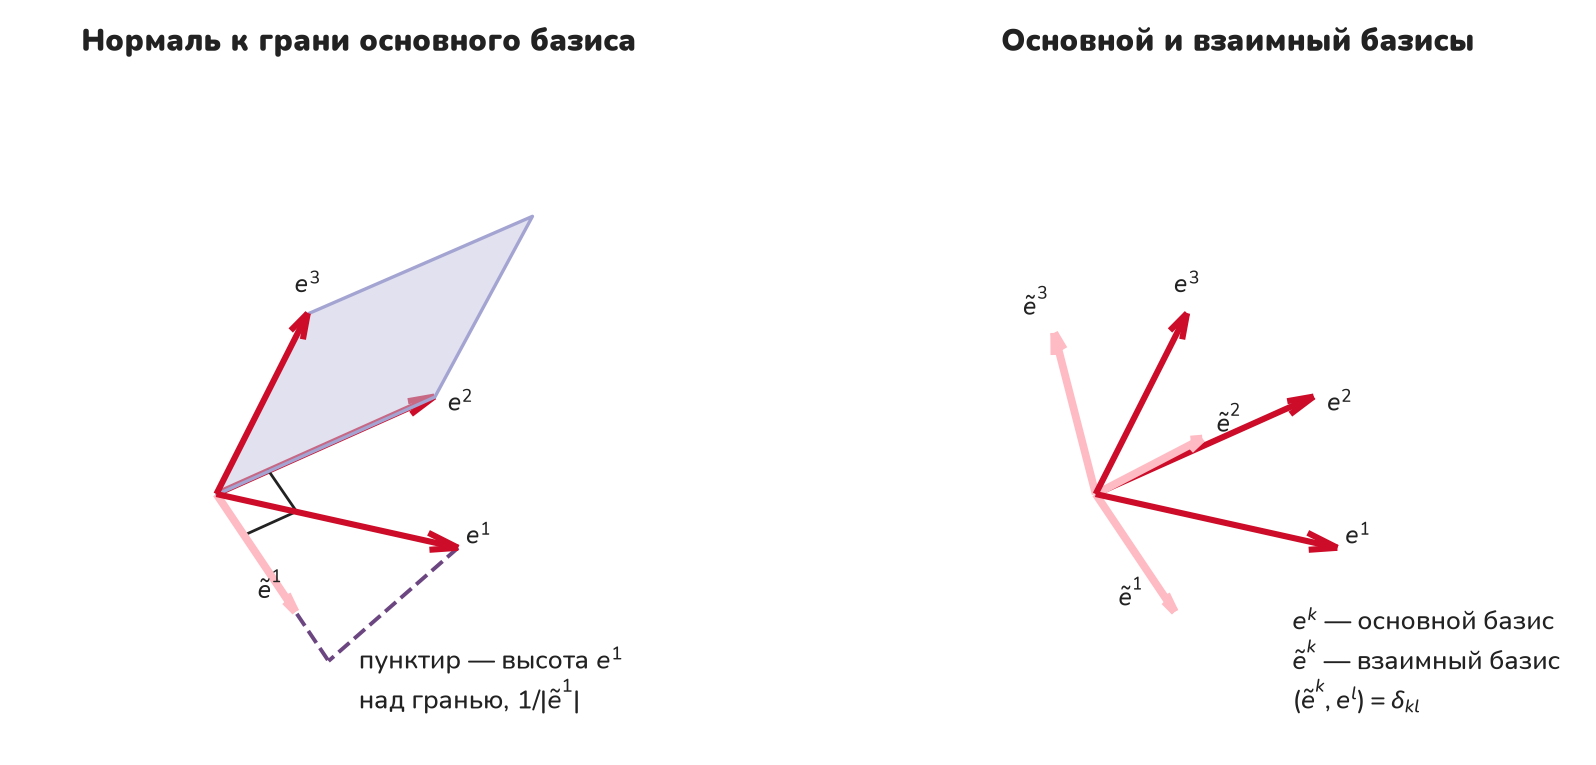 Нормаль к грани основного базиса
e³
e²
e¹
ẽ¹
пунктир — высота e¹
над гранью, 1/|ẽ¹|
Основной и взаимный базисы
ẽ³
e³
ẽ²
e²
e¹
ẽ¹
eᵏ — основной базис
ẽᵏ — взаимный базис
(ẽᵏ, eˡ) = δₖₗ